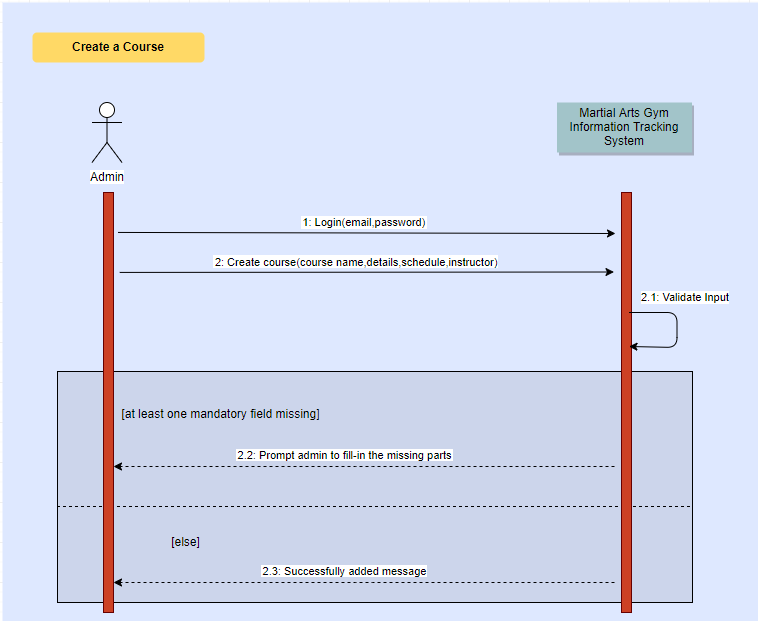 Create a Course
Martial Arts Gym
Information Tracking
System
Admin
1: Login(email,password)
2: Create course(course name,details,schedule,instructor)
2.1: Validate Input
[at least one mandatory field missing]
2.2: Prompt admin to fill-in the missing parts
[else]
2.3: Successfully added message